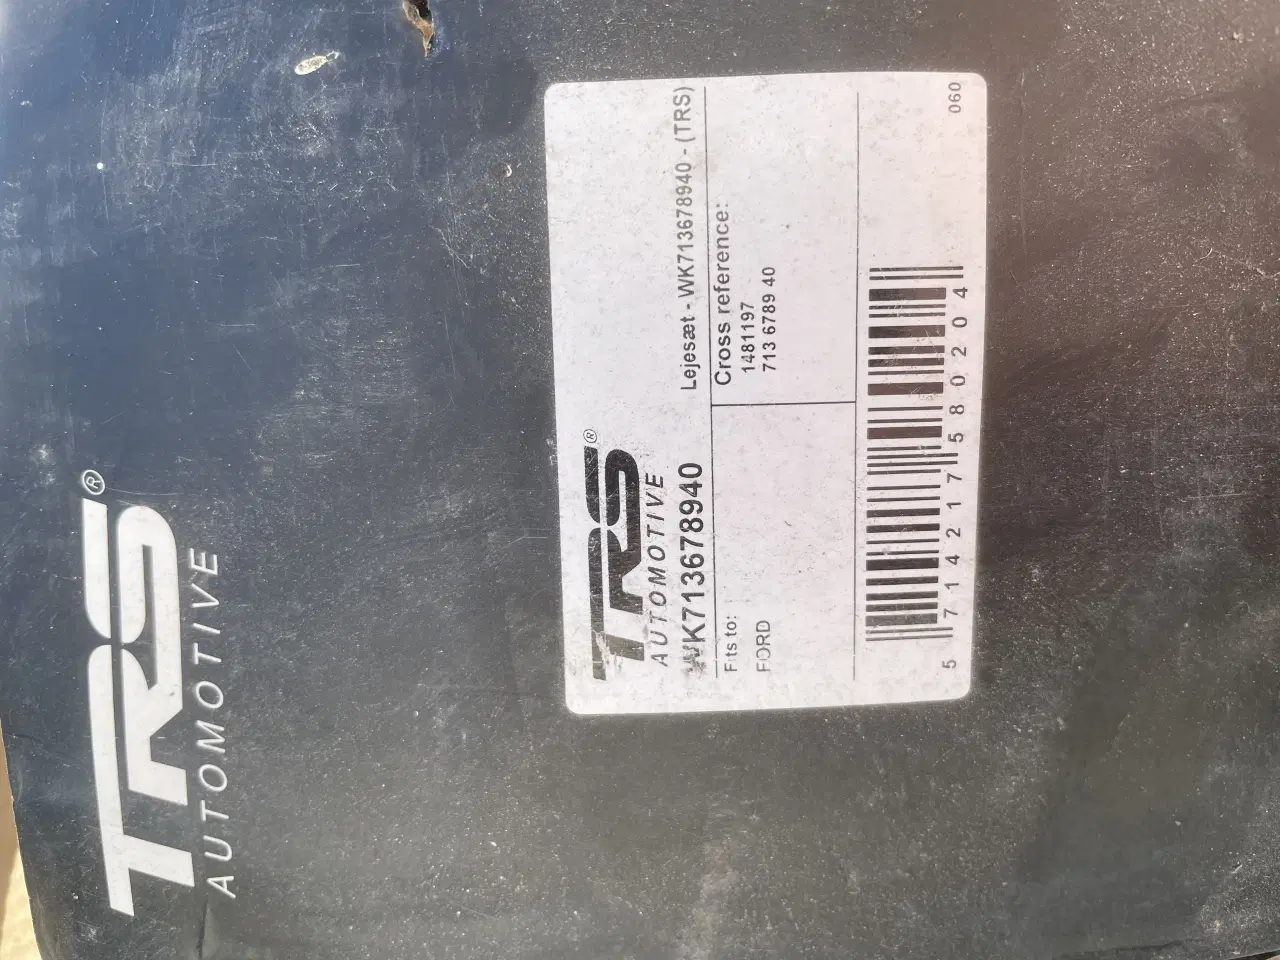 TRS®
AUTOMOTIVE
TRS®
AUTOMOTIVE
WK713678940
Lejesæt - WK713678940 - (TRS)
Fits to:
FORD
Cross reference:
1481197
713 6789 40
5 714217 580204
060